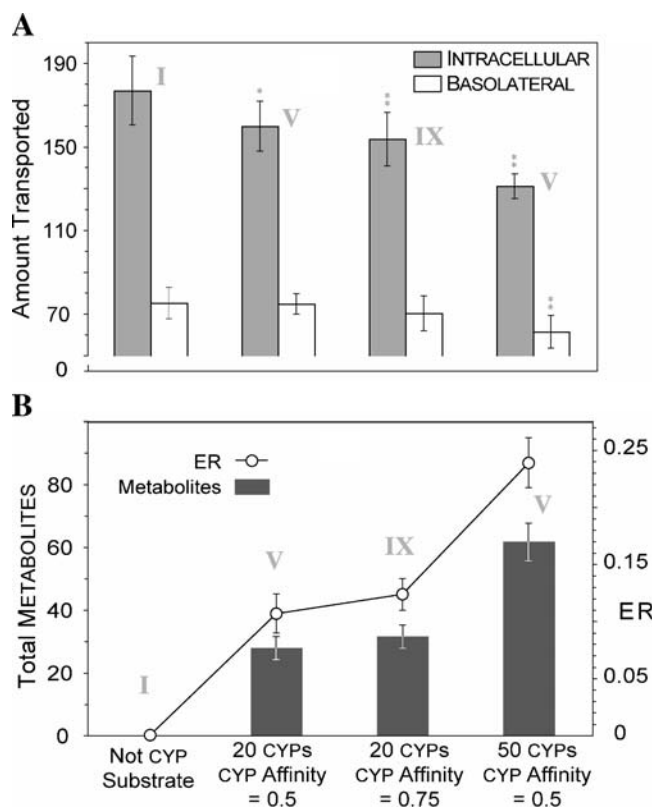 A
190
150
110
70
0
Amount Transported
INTRACELLULAR
BASOLATERAL
I
V
IX
V
B
80
60
40
20
0
Total METABOLITES
ER
Metabolites
0.25
0.15
0.05
0
ER
I
V
IX
V
NOT CYP
SUBSTRATE
20 CYPS
CYP AFFINITY
= 0.5
20 CYPS
CYP AFFINITY
= 0.75
50 CYPS
CYP AFFINITY
= 0.5